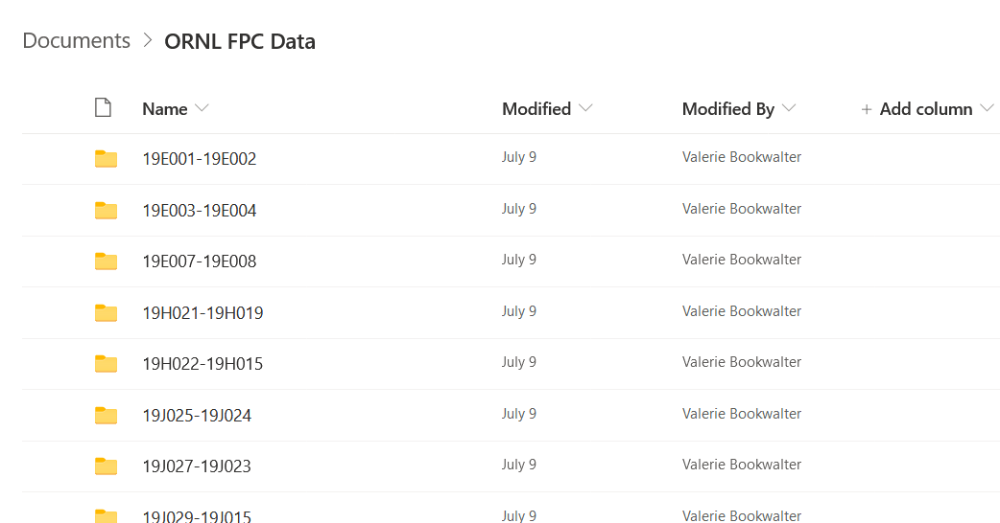 Documents > ORNL FPC Data
Name Modified Modified By + Add column
19E001-19E002 July 9 Valerie Bookwalter
19E003-19E004 July 9 Valerie Bookwalter
19E007-19E008 July 9 Valerie Bookwalter
19H021-19H019 July 9 Valerie Bookwalter
19H022-19H015 July 9 Valerie Bookwalter
19J025-19J024 July 9 Valerie Bookwalter
19J027-19J023 July 9 Valerie Bookwalter
19J029-19J015 July 9 Valerie Bookwalter